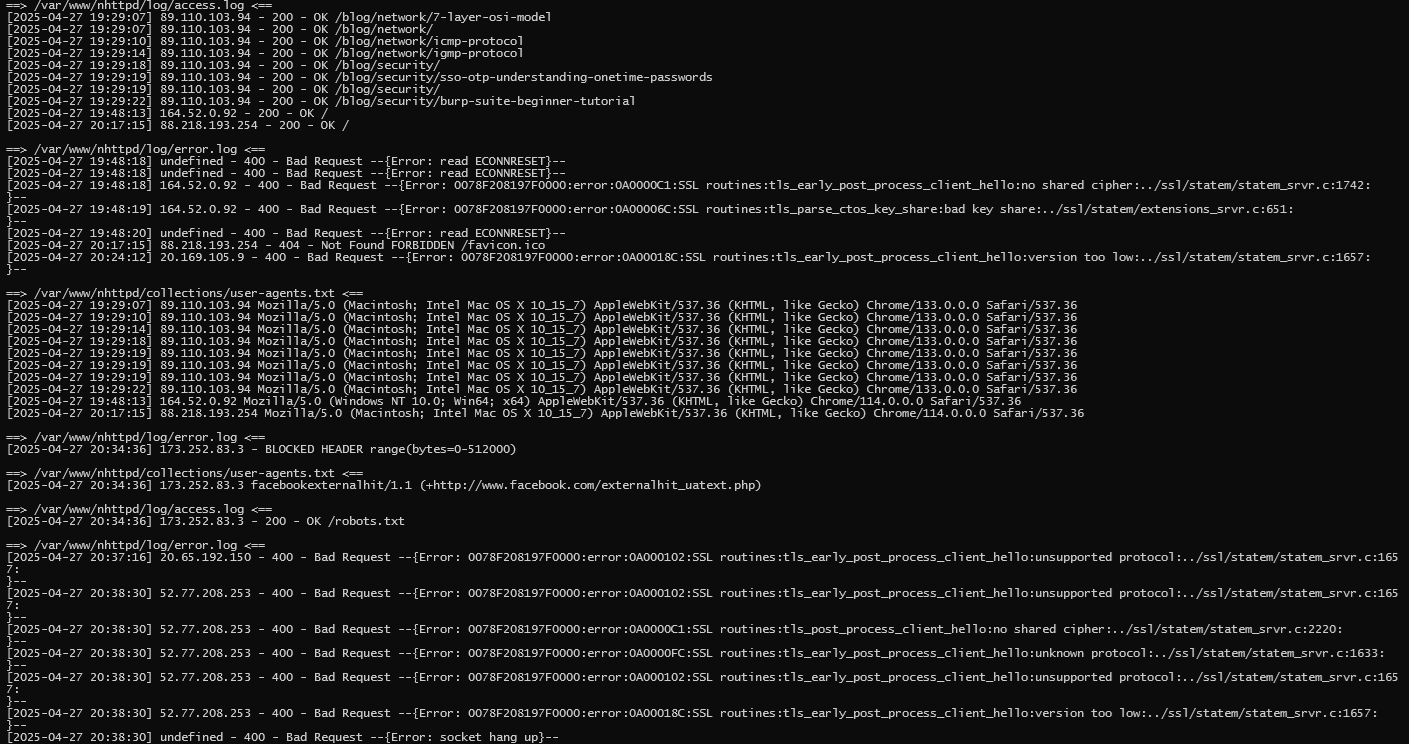 ==> /var/www/nhttpd/log/access.log <==
[2025-04-27 19:29:07] 89.110.103.94 - 200 - OK /blog/network/7-layer-osi-model
[2025-04-27 19:29:07] 89.110.103.94 - 200 - OK /blog/network/
[2025-04-27 19:29:10] 89.110.103.94 - 200 - OK /blog/network/icmp-protocol
[2025-04-27 19:29:14] 89.110.103.94 - 200 - OK /blog/network/igmp-protocol
[2025-04-27 19:29:18] 89.110.103.94 - 200 - OK /blog/security/
[2025-04-27 19:29:19] 89.110.103.94 - 200 - OK /blog/security/sso-otp-understanding-onetime-passwords
[2025-04-27 19:29:19] 89.110.103.94 - 200 - OK /blog/security/
[2025-04-27 19:29:22] 89.110.103.94 - 200 - OK /blog/security/burp-suite-beginner-tutorial
[2025-04-27 19:48:13] 164.52.0.92 - 200 - OK /
[2025-04-27 20:17:15] 88.218.193.254 - 200 - OK /
==> /var/www/nhttpd/log/error.log <==
[2025-04-27 19:48:18] undefined - 400 - Bad Request --{Error: read ECONNRESET}--
[2025-04-27 19:48:18] undefined - 400 - Bad Request --{Error: read ECONNRESET}--
[2025-04-27 19:48:18] 164.52.0.92 - 400 - Bad Request --{Error: 0078F208197F0000:error:0A0000C1:SSL routines:tls_early_post_process_client_hello:no shared cipher:../ssl/statem/statem_srvr.c:1742:
}--
[2025-04-27 19:48:19] 164.52.0.92 - 400 - Bad Request --{Error: 0078F208197F0000:error:0A00006C:SSL routines:tls_parse_ctos_key_share:bad key share:../ssl/statem/extensions_srvr.c:651:
}--
[2025-04-27 19:48:20] undefined - 400 - Bad Request --{Error: read ECONNRESET}--
[2025-04-27 20:17:15] 88.218.193.254 - 404 - Not Found FORBIDDEN /favicon.ico
[2025-04-27 20:24:12] 20.169.105.9 - 400 - Bad Request --{Error: 0078F208197F0000:error:0A00018C:SSL routines:tls_early_post_process_client_hello:version too low:../ssl/statem/statem_srvr.c:1657:
}--
==> /var/www/nhttpd/collections/user-agents.txt <==
[2025-04-27 19:29:07] 89.110.103.94 Mozilla/5.0 (Macintosh; Intel Mac OS X 10_15_7) AppleWebKit/537.36 (KHTML, like Gecko) Chrome/133.0.0.0 Safari/537.36
[2025-04-27 19:29:10] 89.110.103.94 Mozilla/5.0 (Macintosh; Intel Mac OS X 10_15_7) AppleWebKit/537.36 (KHTML, like Gecko) Chrome/133.0.0.0 Safari/537.36
[2025-04-27 19:29:14] 89.110.103.94 Mozilla/5.0 (Macintosh; Intel Mac OS X 10_15_7) AppleWebKit/537.36 (KHTML, like Gecko) Chrome/133.0.0.0 Safari/537.36
[2025-04-27 19:29:18] 89.110.103.94 Mozilla/5.0 (Macintosh; Intel Mac OS X 10_15_7) AppleWebKit/537.36 (KHTML, like Gecko) Chrome/133.0.0.0 Safari/537.36
[2025-04-27 19:29:19] 89.110.103.94 Mozilla/5.0 (Macintosh; Intel Mac OS X 10_15_7) AppleWebKit/537.36 (KHTML, like Gecko) Chrome/133.0.0.0 Safari/537.36
[2025-04-27 19:29:19] 89.110.103.94 Mozilla/5.0 (Macintosh; Intel Mac OS X 10_15_7) AppleWebKit/537.36 (KHTML, like Gecko) Chrome/133.0.0.0 Safari/537.36
[2025-04-27 19:29:19] 89.110.103.94 Mozilla/5.0 (Macintosh; Intel Mac OS X 10_15_7) AppleWebKit/537.36 (KHTML, like Gecko) Chrome/133.0.0.0 Safari/537.36
[2025-04-27 19:29:22] 89.110.103.94 Mozilla/5.0 (Macintosh; Intel Mac OS X 10_15_7) AppleWebKit/537.36 (KHTML, like Gecko) Chrome/133.0.0.0 Safari/537.36
[2025-04-27 19:48:13] 164.52.0.92 Mozilla/5.0 (Windows NT 10.0; Win64; x64) AppleWebKit/537.36 (KHTML, like Gecko) Chrome/114.0.0.0 Safari/537.36
[2025-04-27 20:17:15] 88.218.193.254 Mozilla/5.0 (Macintosh; Intel Mac OS X 10_15_7) AppleWebKit/537.36 (KHTML, like Gecko) Chrome/114.0.0.0 Safari/537.36
==> /var/www/nhttpd/log/error.log <==
[2025-04-27 20:34:36] 173.252.83.3 - BLOCKED HEADER range(bytes=0-512000)
==> /var/www/nhttpd/collections/user-agents.txt <==
[2025-04-27 20:34:36] 173.252.83.3 facebookexternalhit/1.1 (+http://www.facebook.com/externalhit_uatext.php)
==> /var/www/nhttpd/log/access.log <==
[2025-04-27 20:34:36] 173.252.83.3 - 200 - OK /robots.txt
==> /var/www/nhttpd/log/error.log <==
[2025-04-27 20:37:16] 20.65.192.150 - 400 - Bad Request --{Error: 0078F208197F0000:error:0A000102:SSL routines:tls_early_post_process_client_hello:unsupported protocol:../ssl/statem/statem_srvr.c:165
7:
}--
[2025-04-27 20:38:30] 52.77.208.253 - 400 - Bad Request --{Error: 0078F208197F0000:error:0A000102:SSL routines:tls_early_post_process_client_hello:unsupported protocol:../ssl/statem/statem_srvr.c:165
7:
}--
[2025-04-27 20:38:30] 52.77.208.253 - 400 - Bad Request --{Error: 0078F208197F0000:error:0A0000C1:SSL routines:tls_post_process_client_hello:no shared cipher:../ssl/statem/statem_srvr.c:2220:
}--
[2025-04-27 20:38:30] 52.77.208.253 - 400 - Bad Request --{Error: 0078F208197F0000:error:0A0000FC:SSL routines:tls_early_post_process_client_hello:unknown protocol:../ssl/statem/statem_srvr.c:1633:
}--
[2025-04-27 20:38:30] 52.77.208.253 - 400 - Bad Request --{Error: 0078F208197F0000:error:0A000102:SSL routines:tls_early_post_process_client_hello:unsupported protocol:../ssl/statem/statem_srvr.c:165
7:
}--
[2025-04-27 20:38:30] 52.77.208.253 - 400 - Bad Request --{Error: 0078F208197F0000:error:0A00018C:SSL routines:tls_early_post_process_client_hello:version too low:../ssl/statem/statem_srvr.c:1657:
}--
[2025-04-27 20:38:30] undefined - 400 - Bad Request --{Error: socket hang up}--